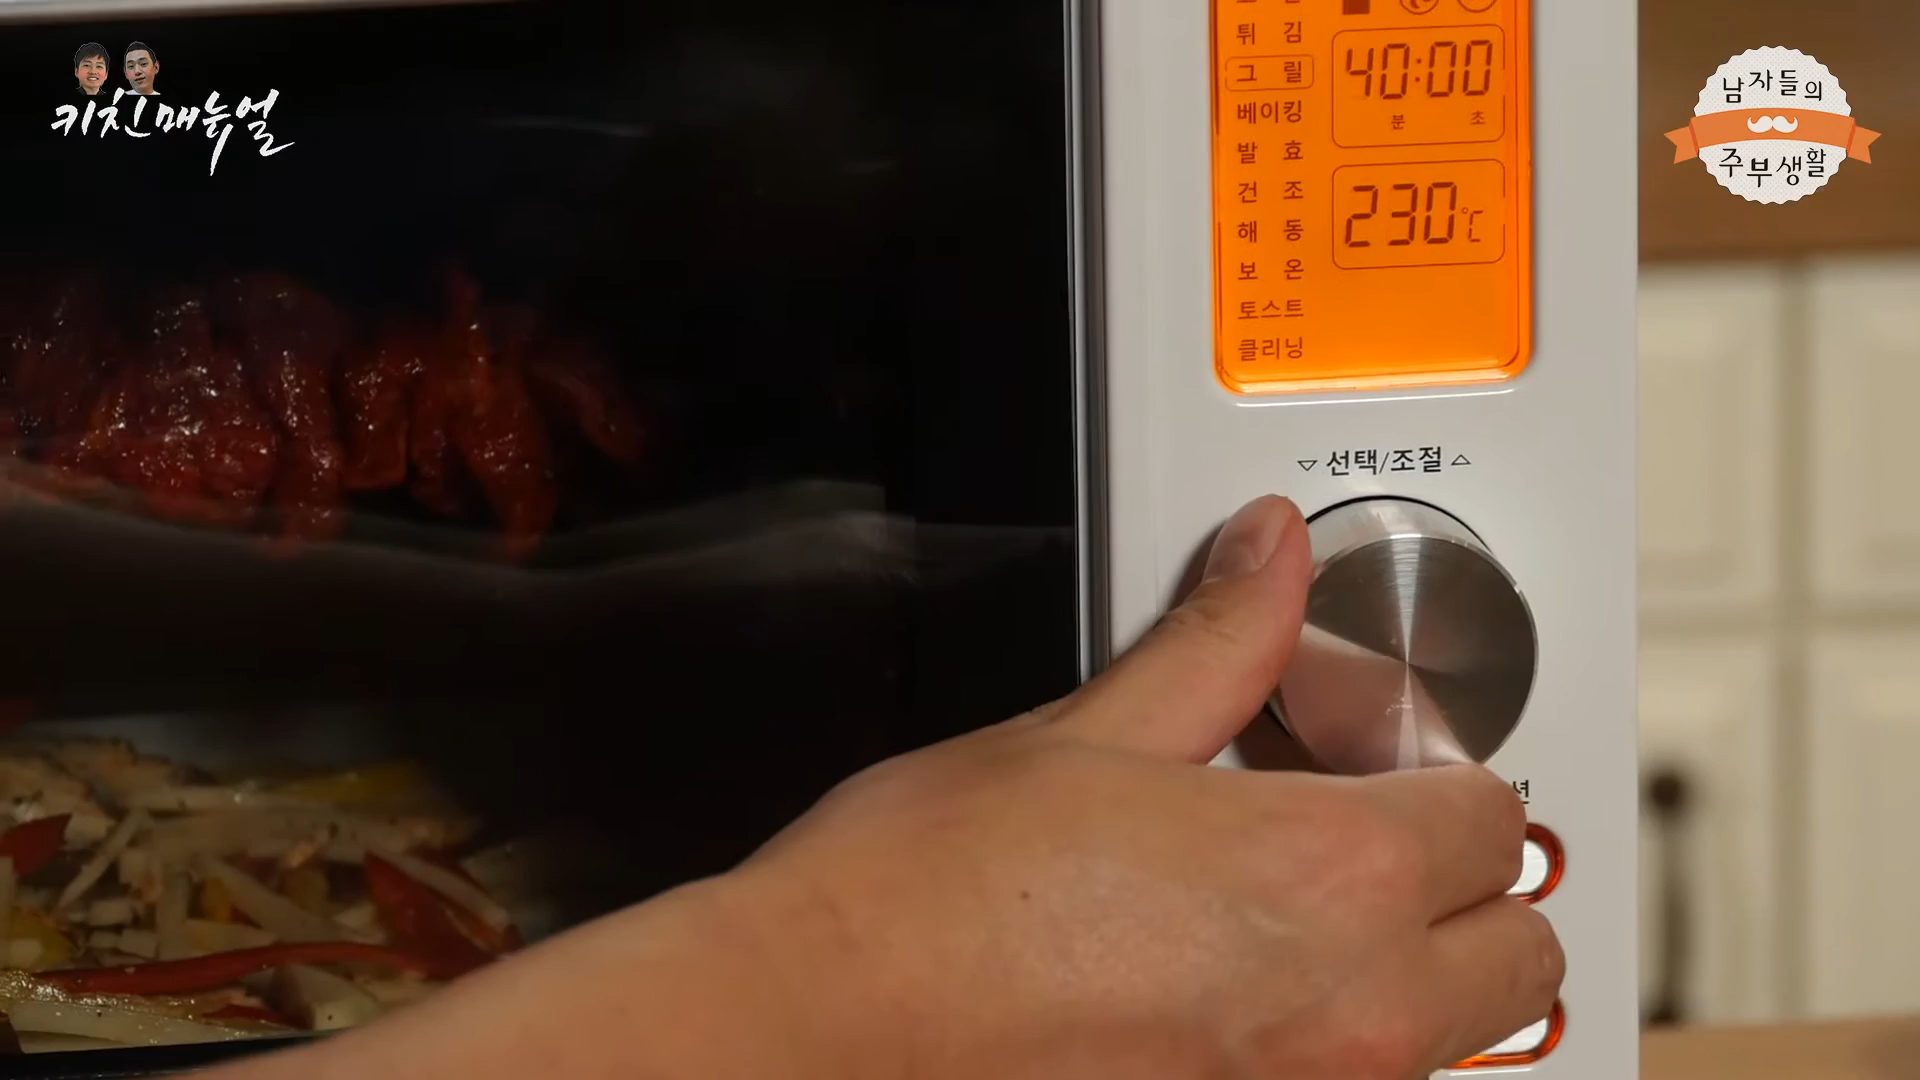 키친매뉴얼
남자들의
주부생활
튀 김
그 릴
베이킹
발 효
건 조
해 동
보 온
토스트
클리닝
40:00
분 초
230℃
▽ 선택/조절 △
션